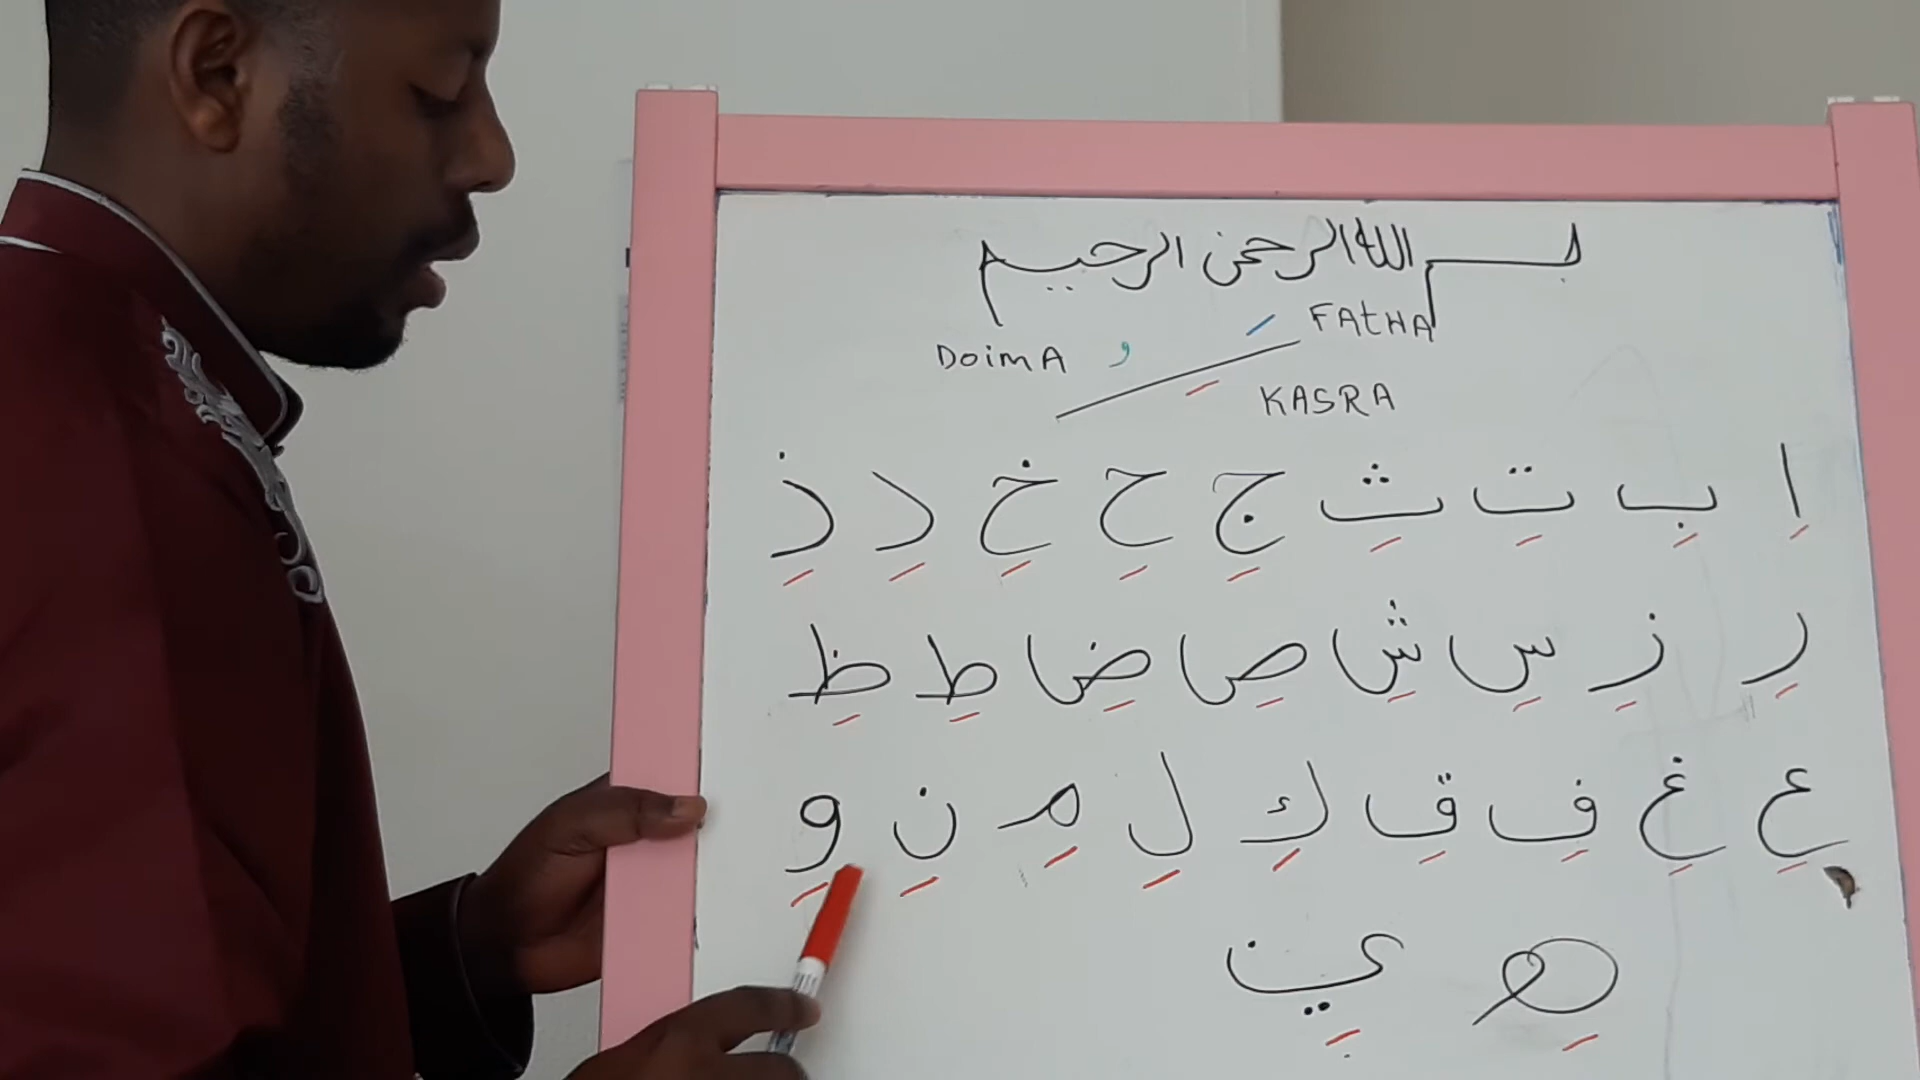 بسم الله الرحمن الرحيم
FAtHA
DoimA و
KASRA
اِ بِ تِ ثِ جِ حِ خِ دِ ذِ
رِ زِ سِ شِ صِ ضِ طِ ظِ
عِ غِ فِ قِ كِ لِ مِ نِ وِ
هِ يِ